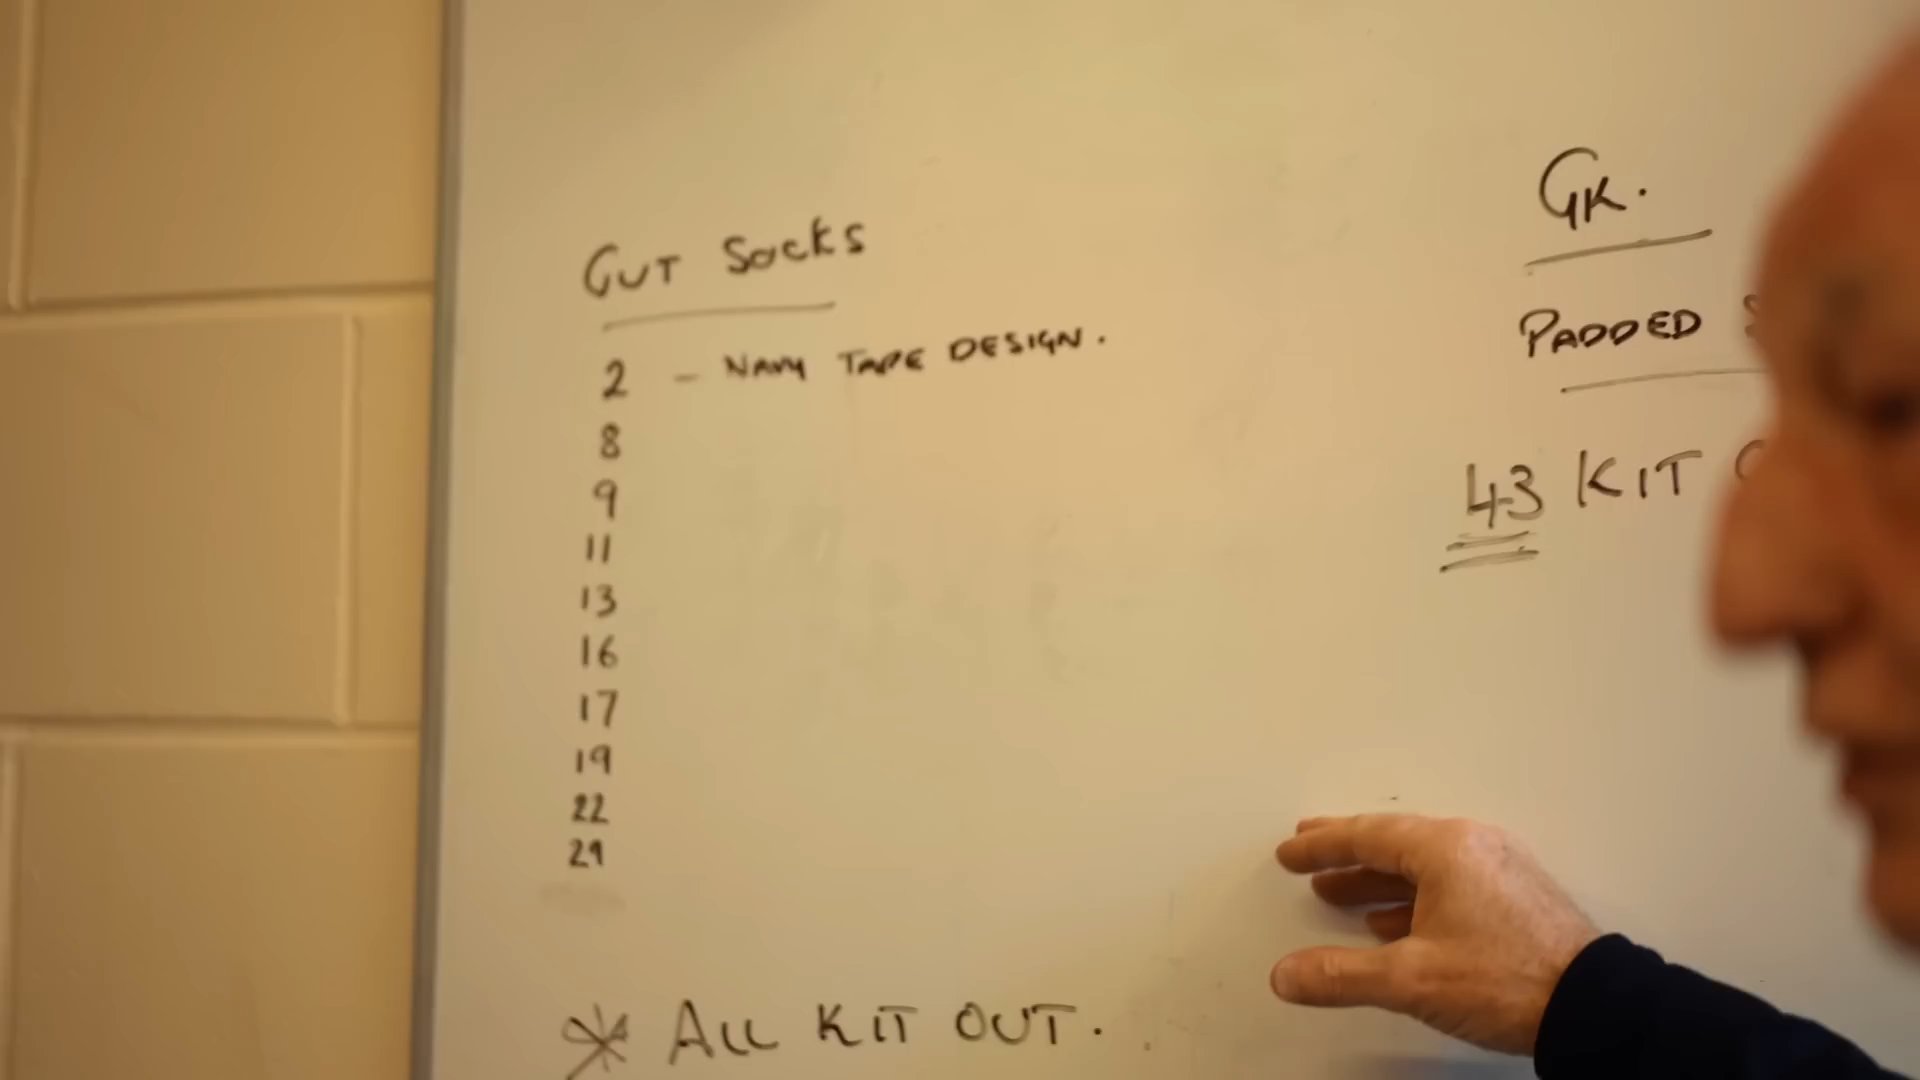 CUT SOCKS
2 - NAVY TAPE DESIGN.
8
9
11
13
16
17
19
22
29
* ALL KIT OUT.
GK.
PADDED
43 KIT